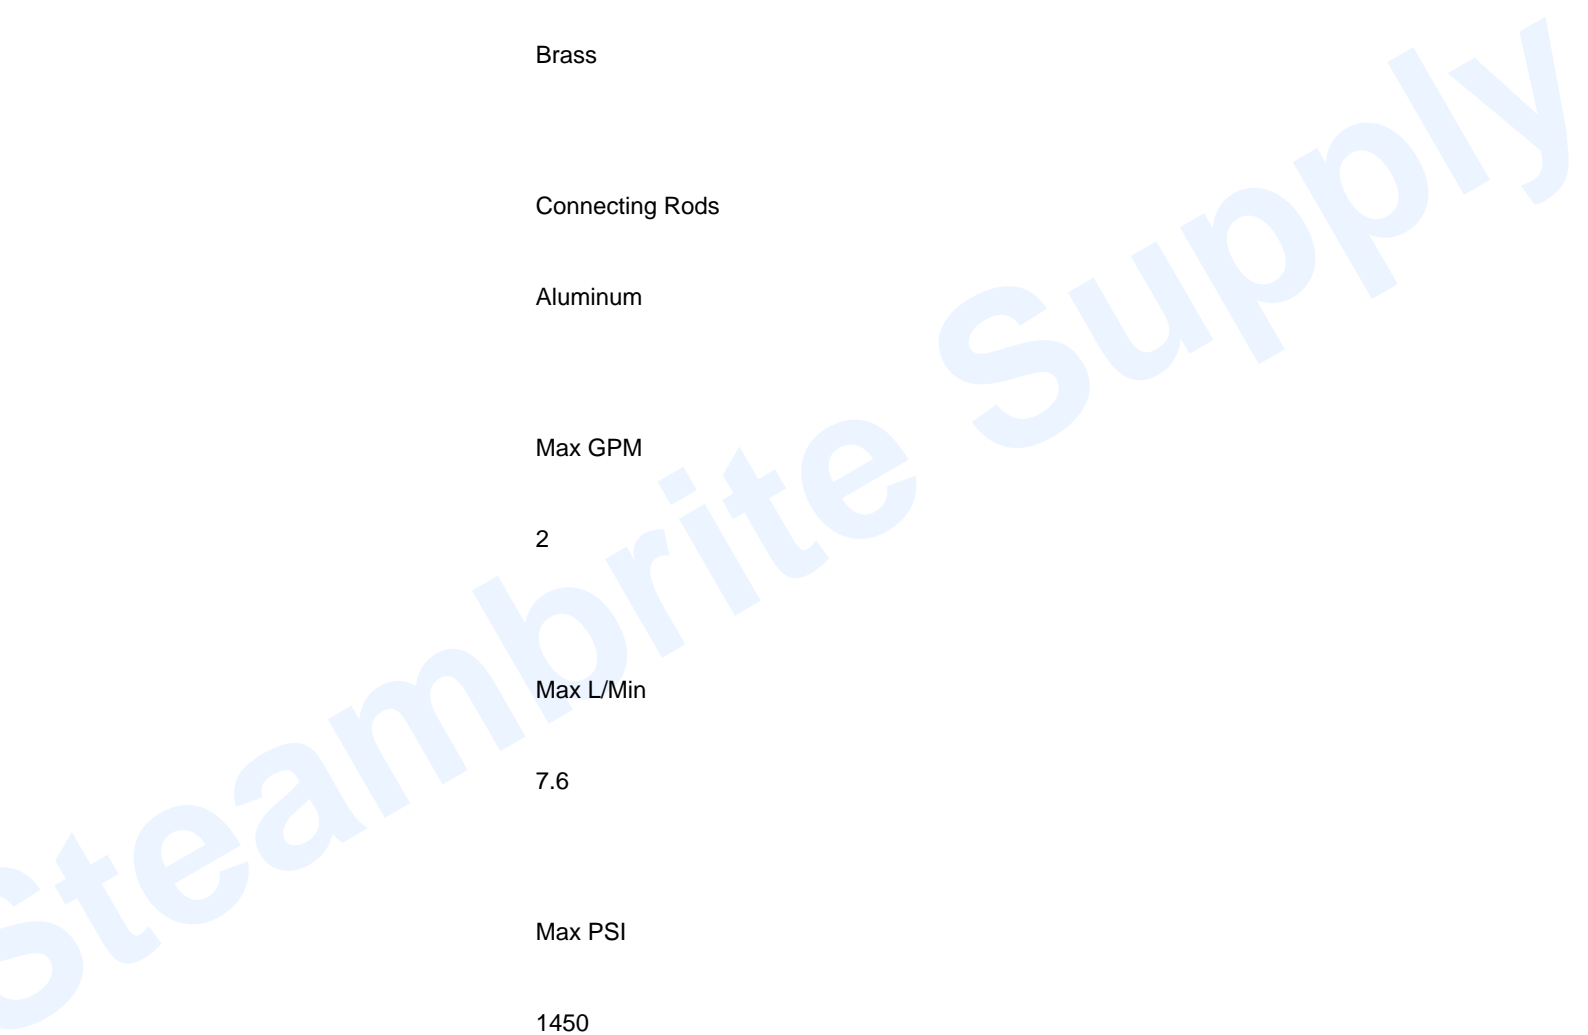 Brass
Connecting Rods
Aluminum
Max GPM
2
Max L/Min
7.6
Max PSI
1450
Steambrite Supply